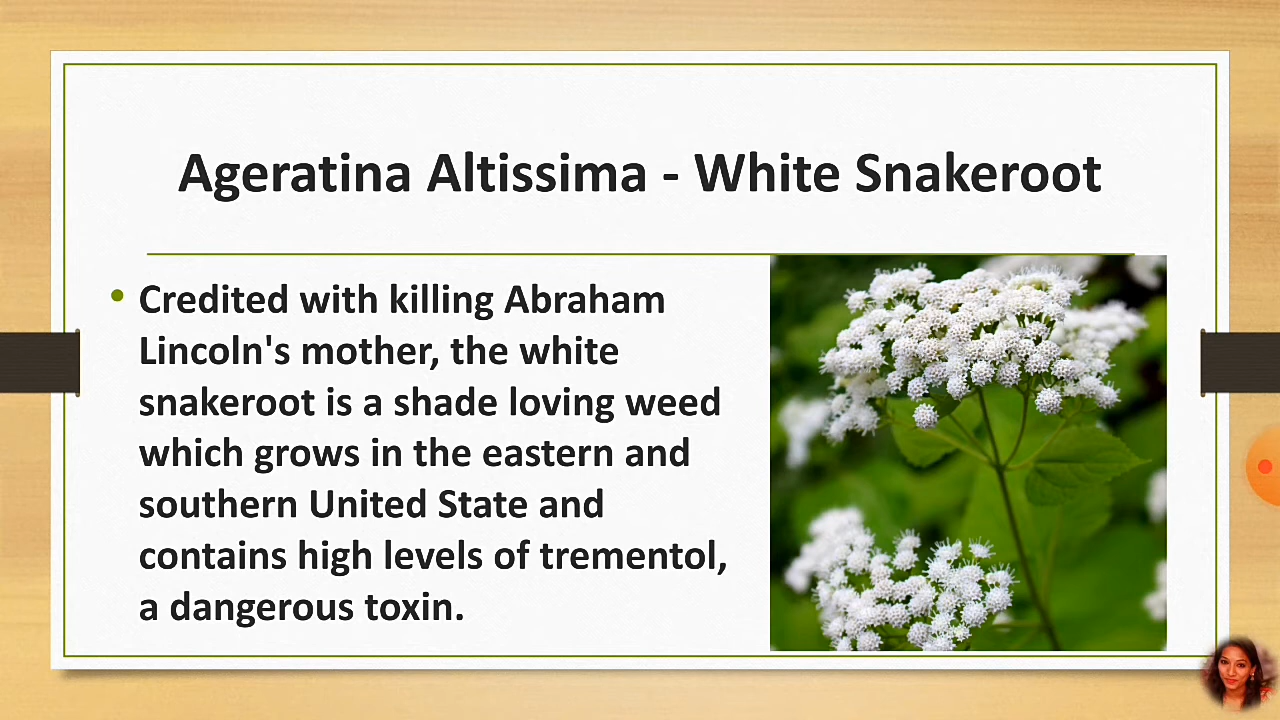 Ageratina Altissima - White Snakeroot
• Credited with killing Abraham
Lincoln's mother, the white
snakeroot is a shade loving weed
which grows in the eastern and
southern United State and
contains high levels of trementol,
a dangerous toxin.